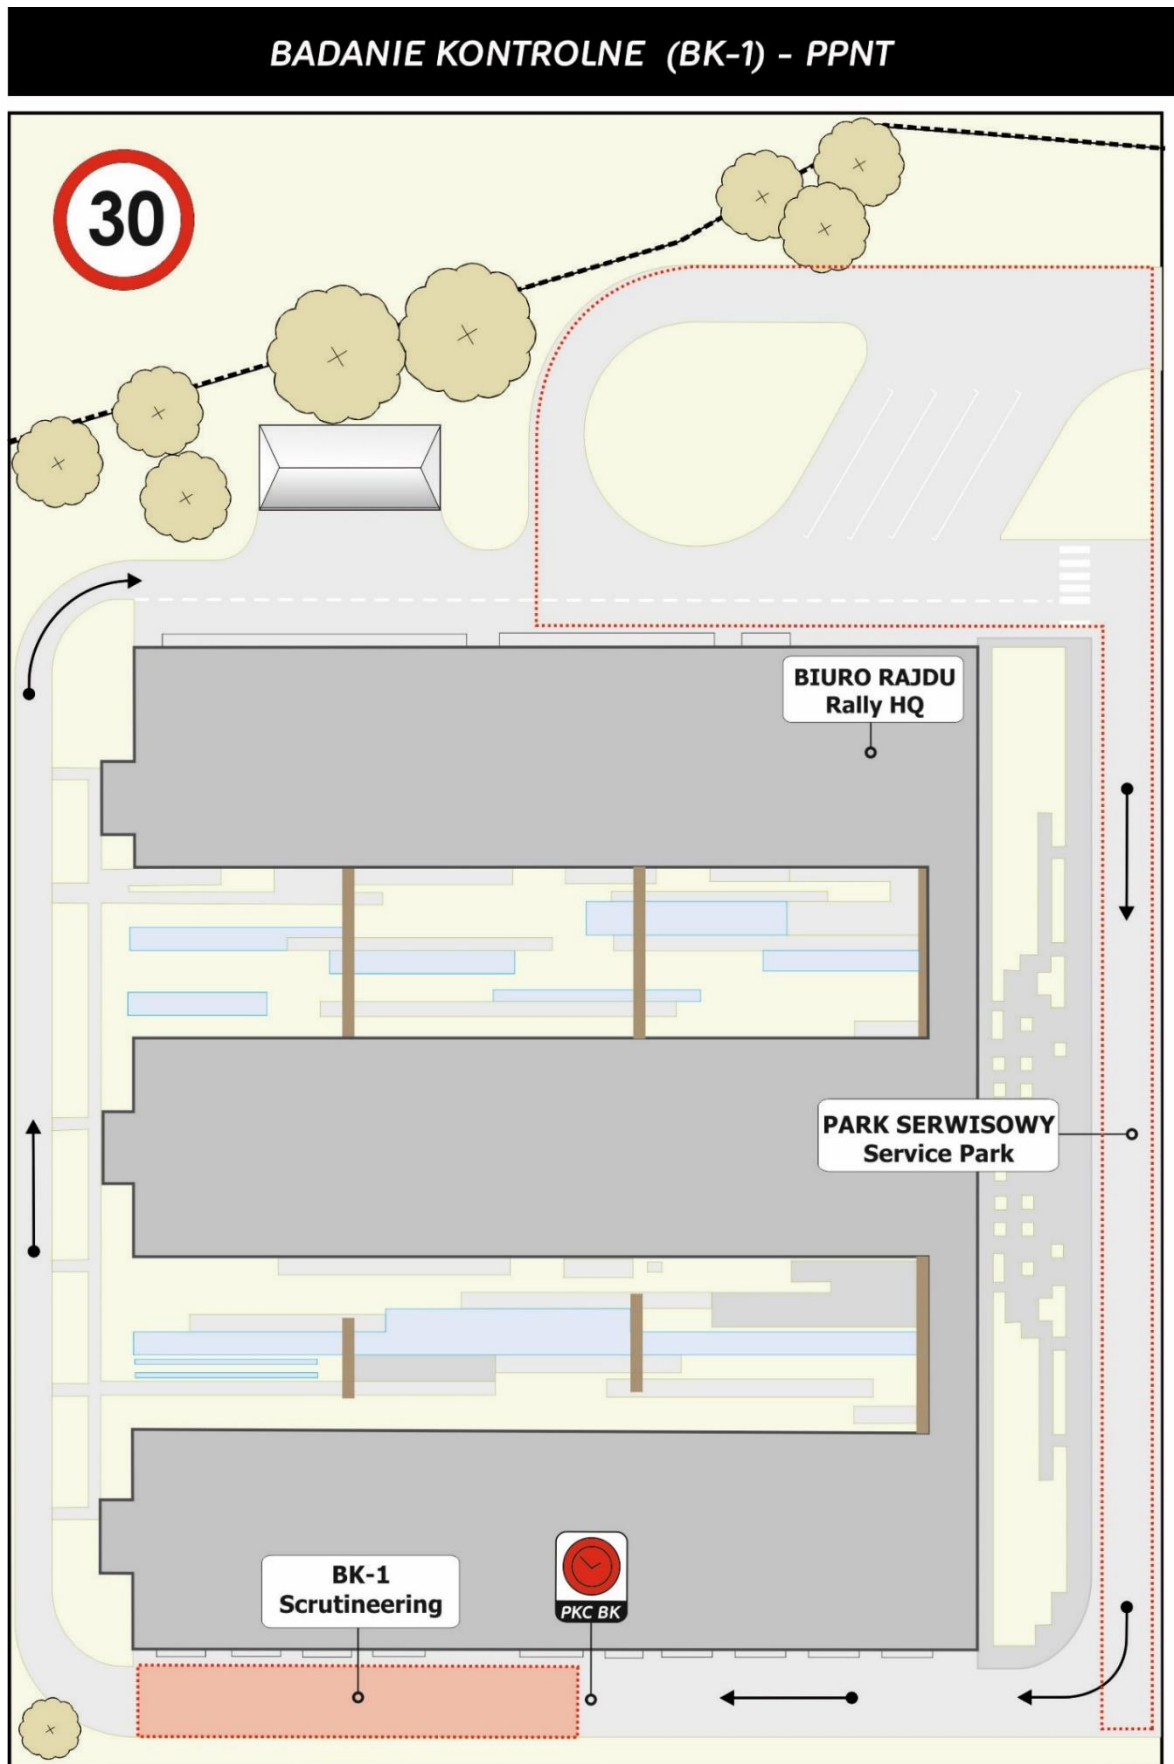 BADANIE KONTROLNE (BK-1) - PPNT
30
BIURO RAJDU
Rally HQ
PARK SERWISOWY
Service Park
BK-1
Scrutineering
PKC BK